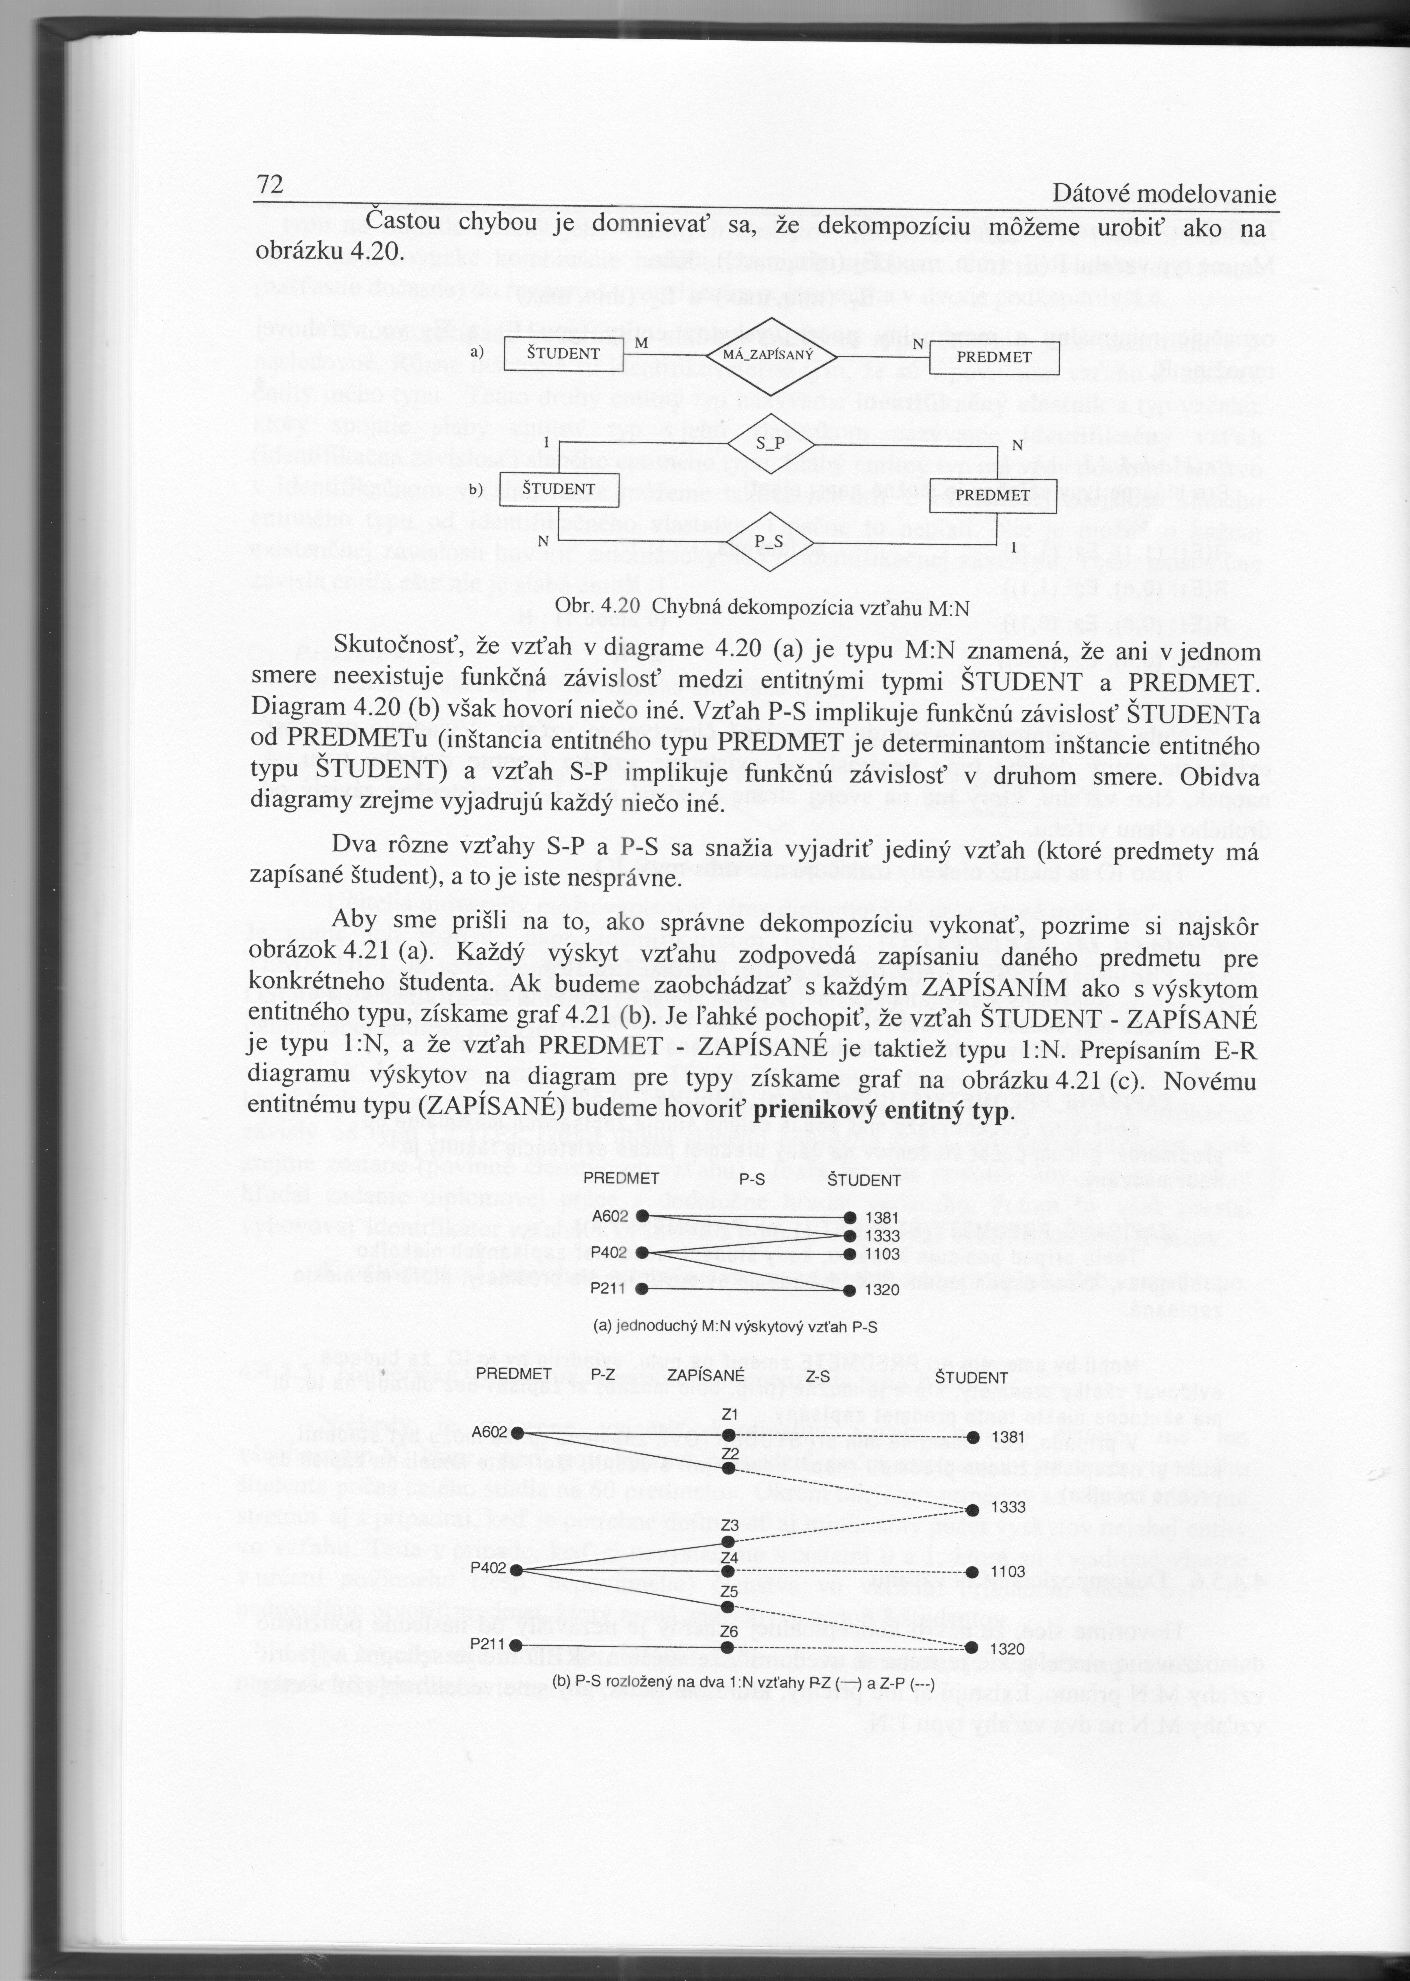 72
Dátové modelovanie
Častou chybou je domnievať sa, že dekompozíciu môžeme urobiť ako na
obrázku 4.20.
a) ŠTUDENT M MÁ_ZAPÍSANÝ N PREDMET
1 S_P N
b) ŠTUDENT PREDMET
N P_S 1
Obr. 4.20 Chybná dekompozícia vzťahu M:N
Skutočnosť, že vzťah v diagrame 4.20 (a) je typu M:N znamená, že ani v jednom
smere neexistuje funkčná závislosť medzi entitnými typmi ŠTUDENT a PREDMET.
Diagram 4.20 (b) však hovorí niečo iné. Vzťah P-S implikuje funkčnú závislosť ŠTUDENTa
od PREDMETu (inštancia entitného typu PREDMET je determinantom inštancie entitného
typu ŠTUDENT) a vzťah S-P implikuje funkčnú závislosť v druhom smere. Obidva
diagramy zrejme vyjadrujú každý niečo iné.
Dva rôzne vzťahy S-P a P-S sa snažia vyjadriť jediný vzťah (ktoré predmety má
zapísané študent), a to je iste nesprávne.
Aby sme prišli na to, ako správne dekompozíciu vykonať, pozrime si najskôr
obrázok 4.21 (a). Každý výskyt vzťahu zodpovedá zapísaniu daného predmetu pre
konkrétneho študenta. Ak budeme zaobchádzať s každým ZAPÍSANÍM ako s výskytom
entitného typu, získame graf 4.21 (b). Je ľahké pochopiť, že vzťah ŠTUDENT - ZAPÍSANÉ
je typu 1:N, a že vzťah PREDMET - ZAPÍSANÉ je taktiež typu 1:N. Prepísaním E-R
diagramu výskytov na diagram pre typy získame graf na obrázku 4.21 (c). Novému
entitnému typu (ZAPÍSANÉ) budeme hovoriť prienikový entitný typ.
PREDMET P-S ŠTUDENT
A602 1381
1333
P402 1103
P211 1320
(a) jednoduchý M:N výskytový vzťah P-S
PREDMET P-Z ZAPÍSANÉ Z-S ŠTUDENT
Z1
A602 1381
Z2
1333
Z3
Z4
P402 1103
Z5
Z6
P211 1320
(b) P-S rozložený na dva 1:N vzťahy P-Z (—) a Z-P (---)